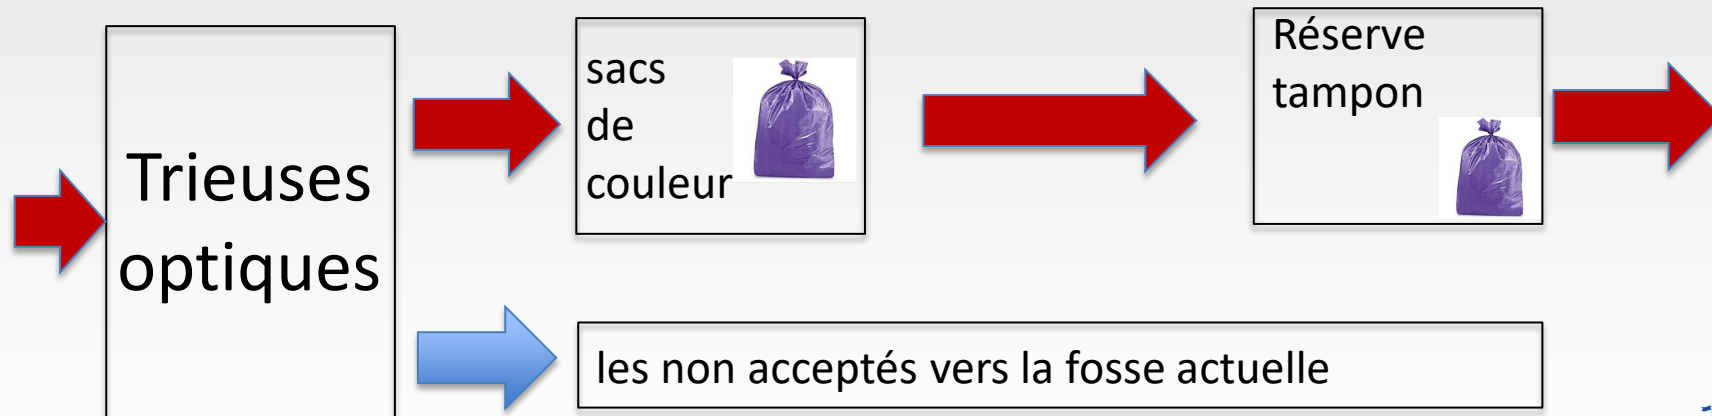 Trieuses
optiques
sacs
de
couleur
Réserve
tampon
les non acceptés vers la fosse actuelle